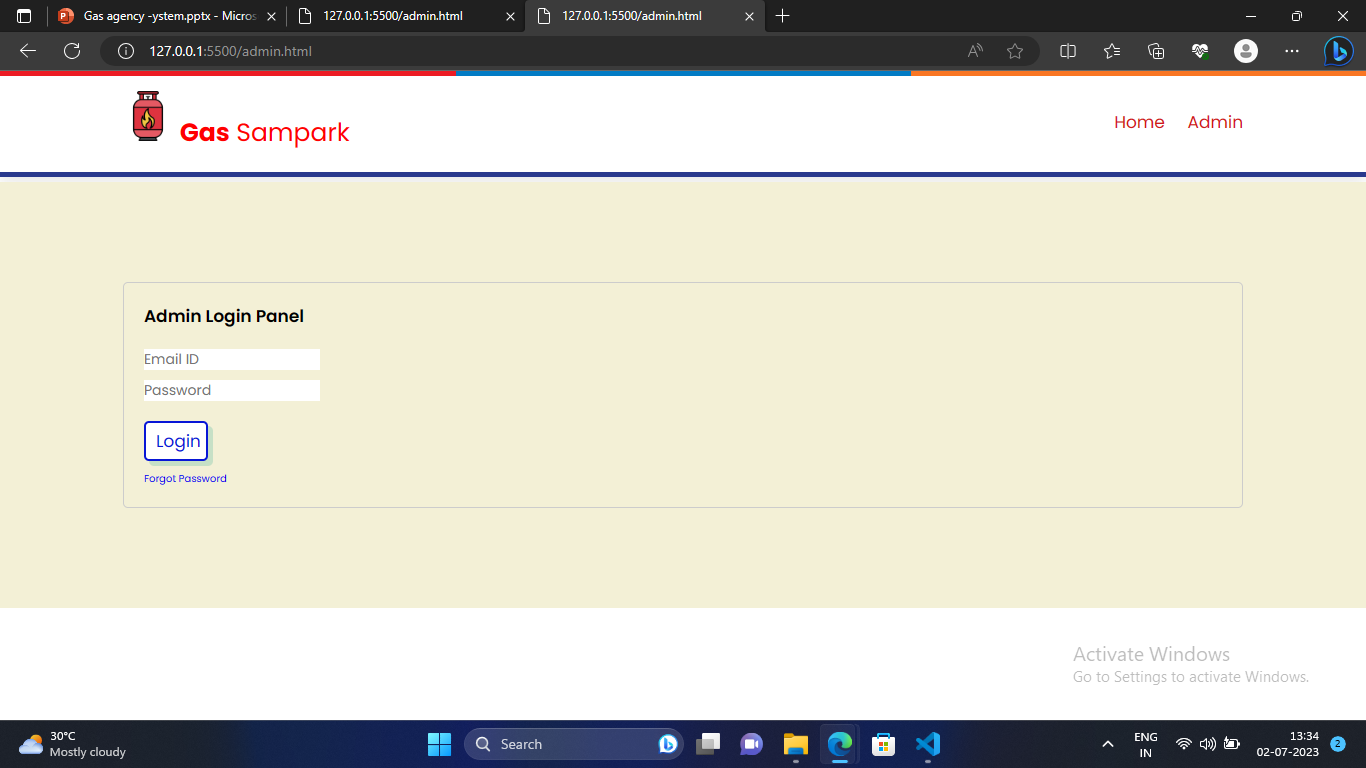 Gas agency -ystem.pptx - Micros
127.0.0.1:5500/admin.html
127.0.0.1:5500/admin.html
127.0.0.1:5500/admin.html
Gas Sampark
Home
Admin
Admin Login Panel
Email ID
Password
Login
Forgot Password
Activate Windows
Go to Settings to activate Windows.
30°C
Mostly cloudy
Search
ENG
IN
13:34
02-07-2023
2